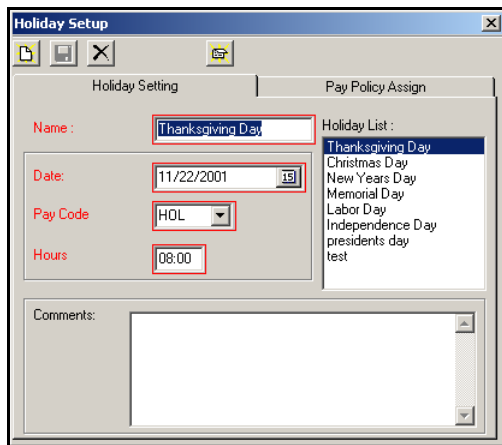 Holiday Setup
Holiday Setting
Pay Policy Assign
Name :
Thanksgiving Day
Date:
11/22/2001
15
Pay Code
HOL
Hours
08:00
Holiday List :
Thanksgiving Day
Christmas Day
New Years Day
Memorial Day
Labor Day
Independence Day
presidents day
test
Comments: